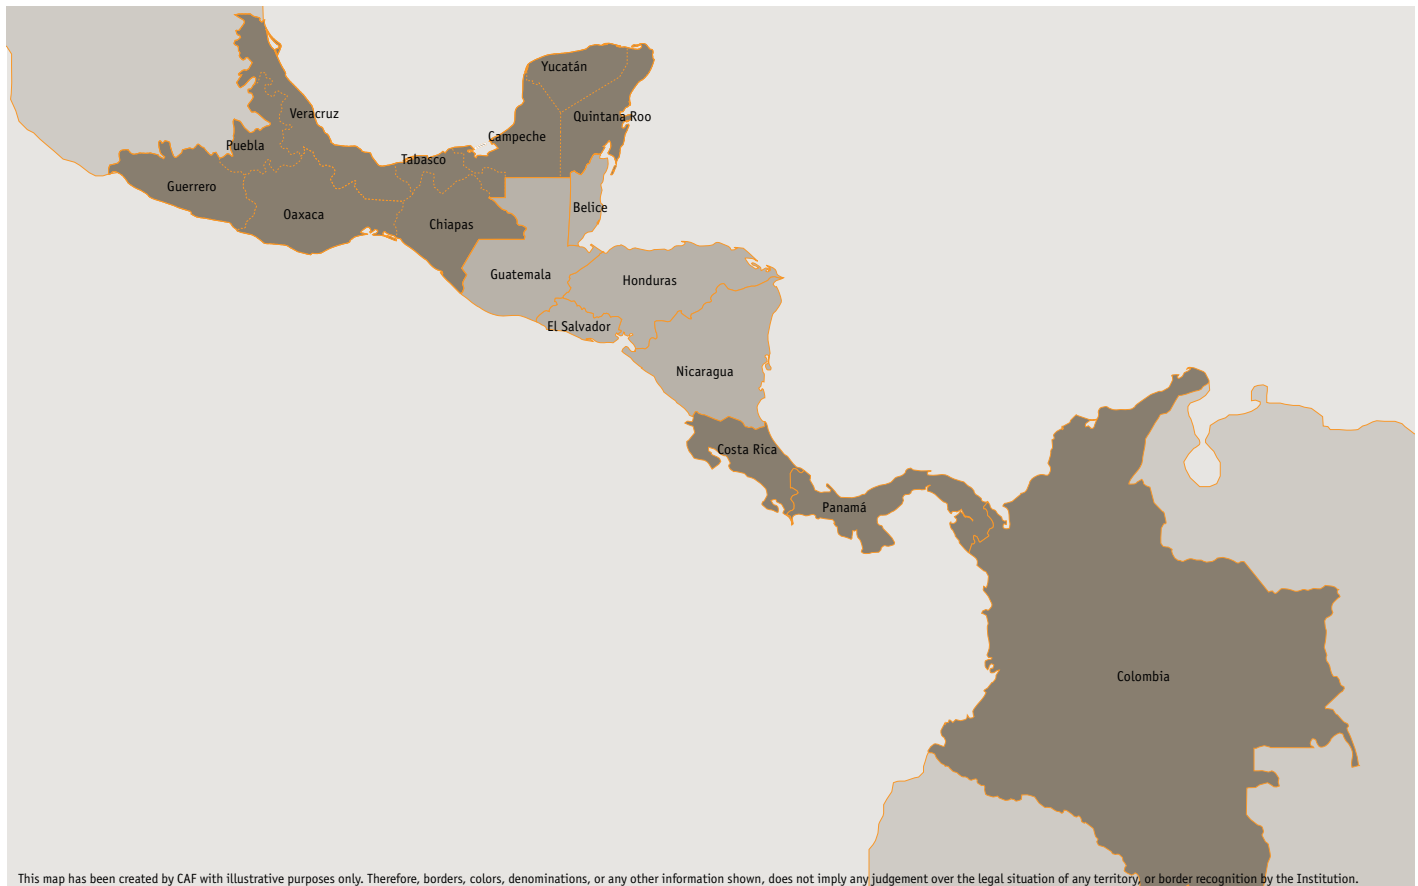 Yucatán
Veracruz
Quintana Roo
Campeche
Puebla
Tabasco
Guerrero
Belice
Oaxaca
Chiapas
Guatemala
Honduras
El Salvador
Nicaragua
Costa Rica
Panamá
Colombia
This map has been created by CAF with illustrative purposes only. Therefore, borders, colors, denominations, or any other information shown, does not imply any judgement over the legal situation of any territory, or border recognition by the Institution.